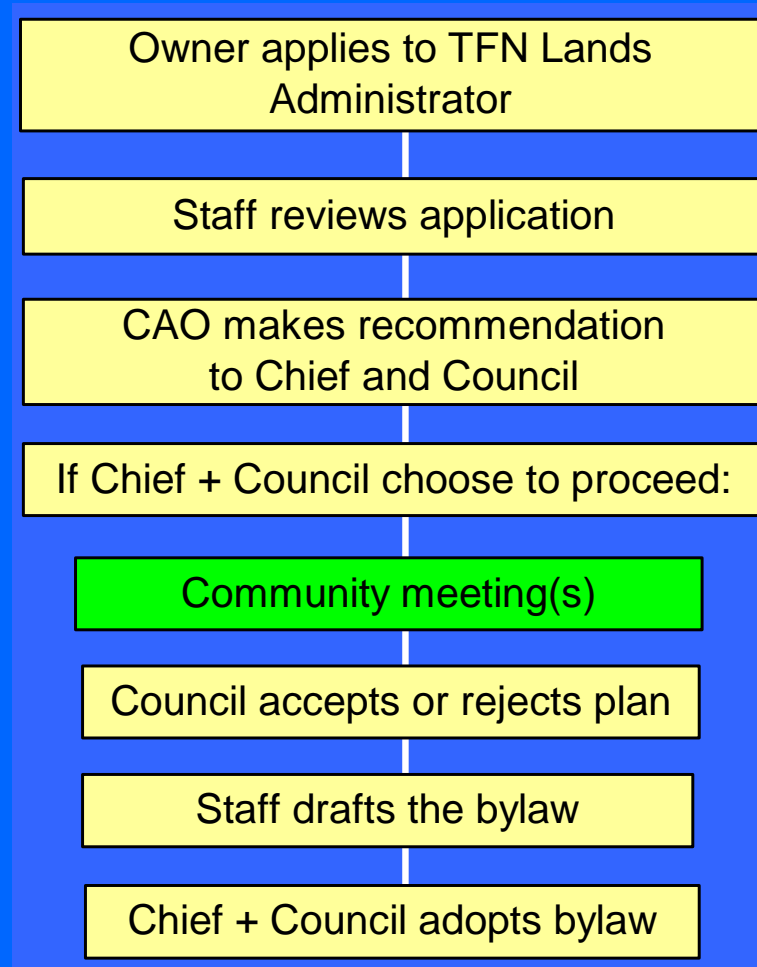 Owner applies to TFN Lands
Administrator
Staff reviews application
CAO makes recommendation
to Chief and Council
If Chief + Council choose to proceed:
Community meeting(s)
Council accepts or rejects plan
Staff drafts the bylaw
Chief + Council adopts bylaw